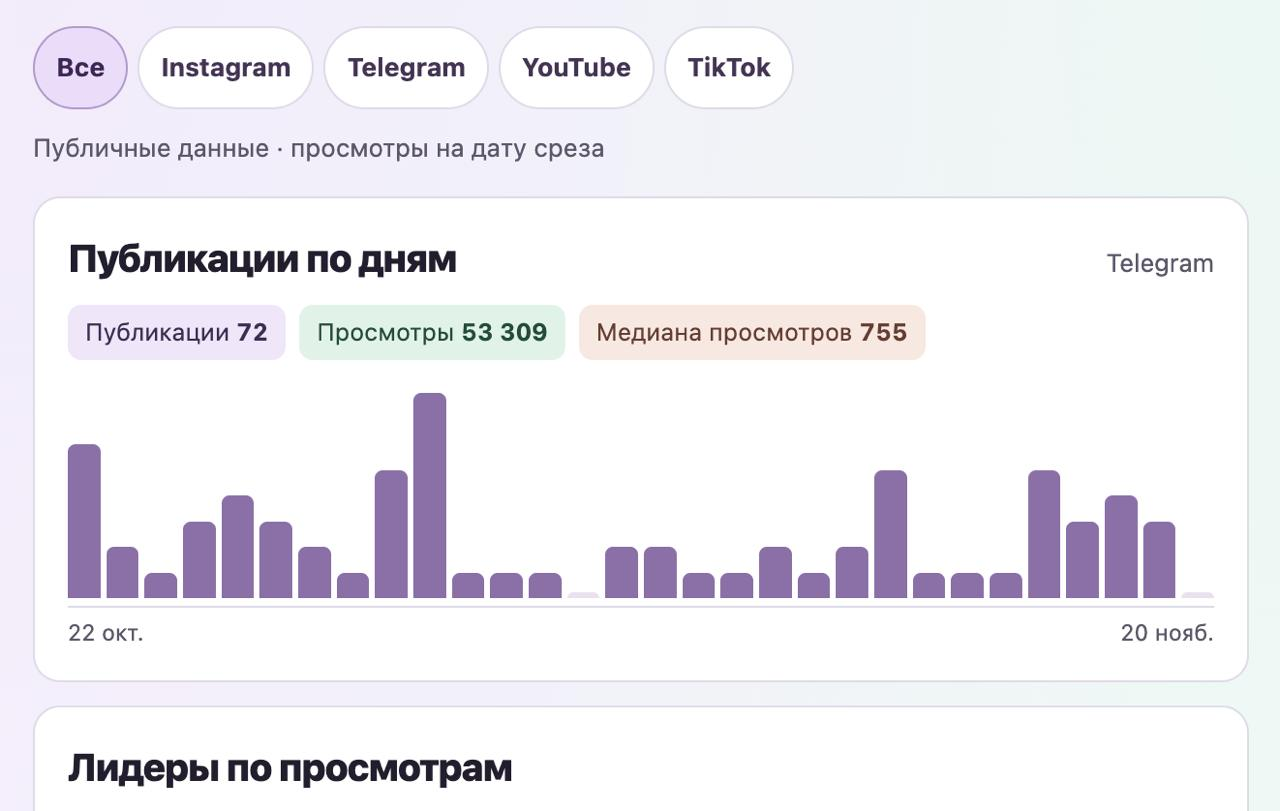 Все Instagram Telegram YouTube TikTok
Публичные данные · просмотры на дату среза
Публикации по дням Telegram
Публикации 72 Просмотры 53 309 Медиана просмотров 755
22 окт. 20 нояб.
Лидеры по просмотрам